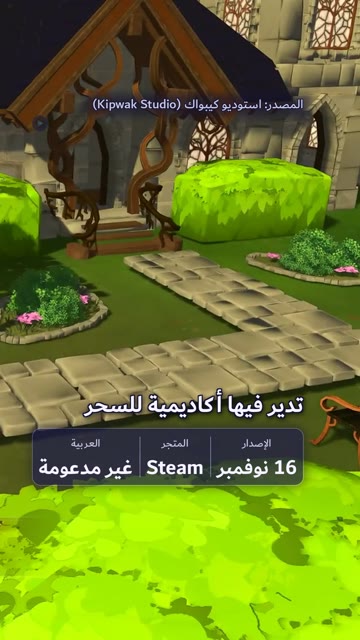 المصدر: استوديو كيبواك (Kipwak Studio)
تدير فيها أكاديمية للسحر
الإصدار المتجر العربية
16 نوفمبر Steam غير مدعومة